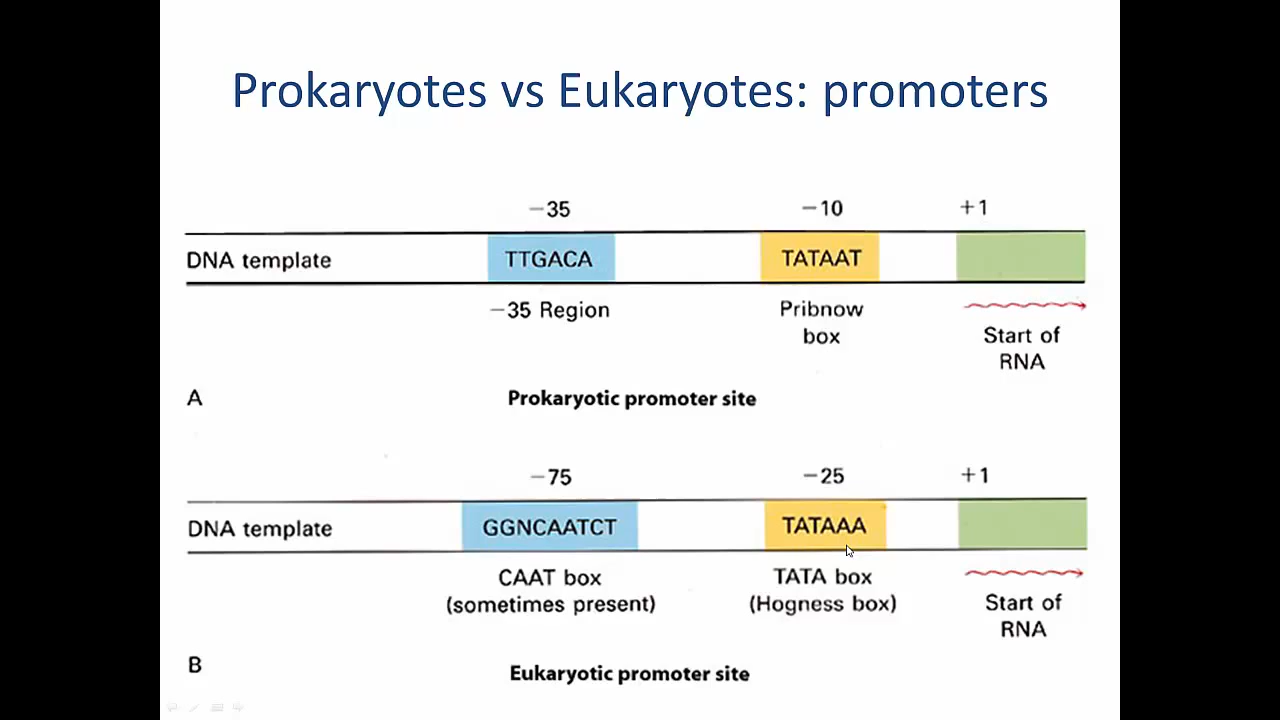 Prokaryotes vs Eukaryotes: promoters
−35 −10 +1
DNA template TTGACA TATAAT
−35 Region Pribnow
box
Start of
RNA
A Prokaryotic promoter site
−75 −25 +1
DNA template GGNCAATCT TATAAA
CAAT box TATA box
(sometimes present) (Hogness box)
Start of
RNA
B Eukaryotic promoter site